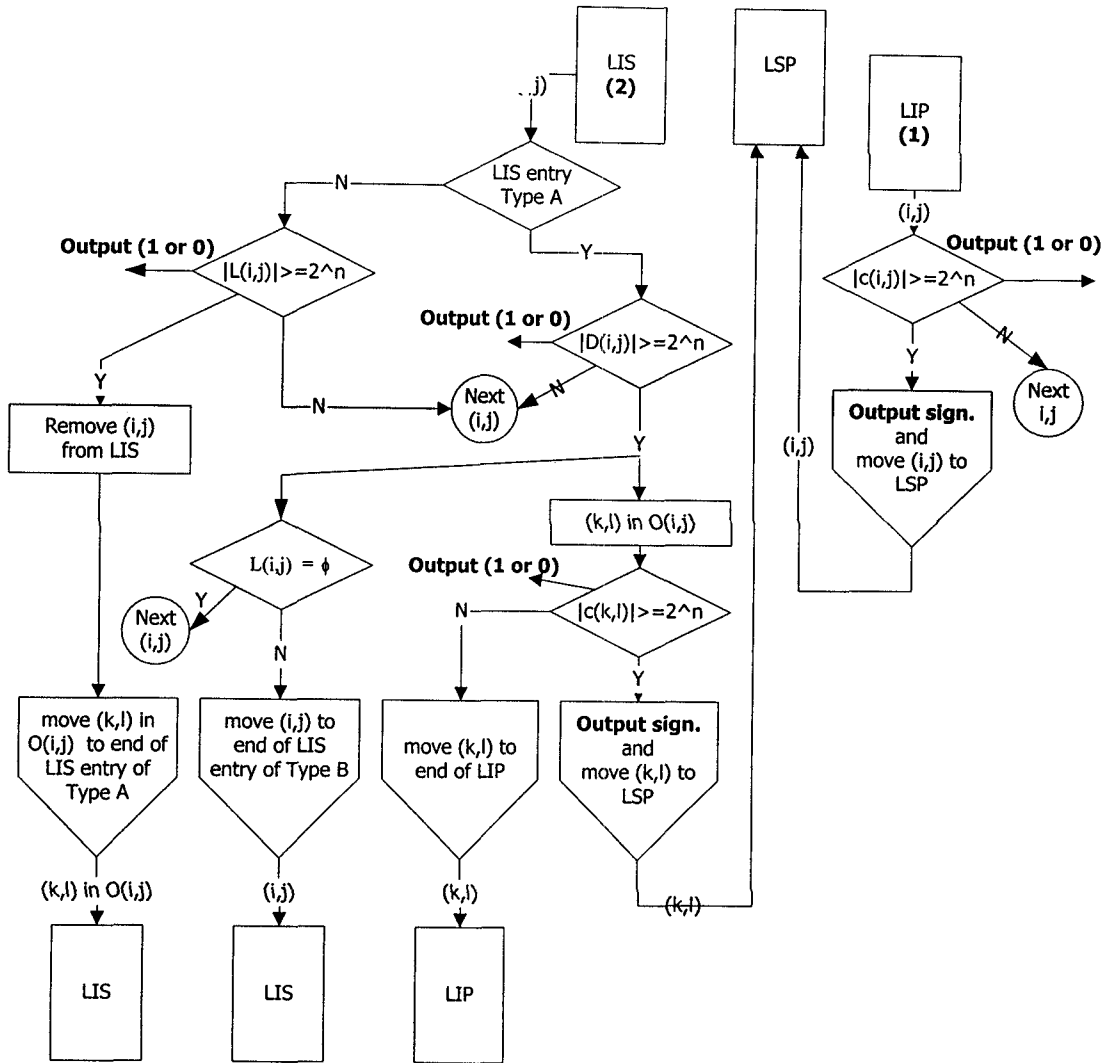 LIS
(2)
LSP
LIP
(1)
j)
LIS entry
Type A
N
Y
(i,j)
Output (1 or 0)
|L(i,j)|>=2^n
Output (1 or 0)
|c(i,j)|>=2^n
Output (1 or 0)
|D(i,j)|>=2^n
N
Y
Next
i,j
Y
N
Next
(i,j)
N
Remove (i,j)
from LIS
Y
Output sign.
and
move (i,j) to
LSP
(i,j)
(k,l) in O(i,j)
L(i,j) = ϕ
Output (1 or 0)
|c(k,l)|>=2^n
Y
Next
(i,j)
N
N
Y
move (k,l) in
O(i,j) to end of
LIS entry of
Type A
move (i,j) to
end of LIS
entry of Type B
move (k,l) to
end of LIP
Output sign.
and
move (k,l) to
LSP
(k,l) in O(i,j)
(i,j)
(k,l)
(k,l)
LIS
LIS
LIP